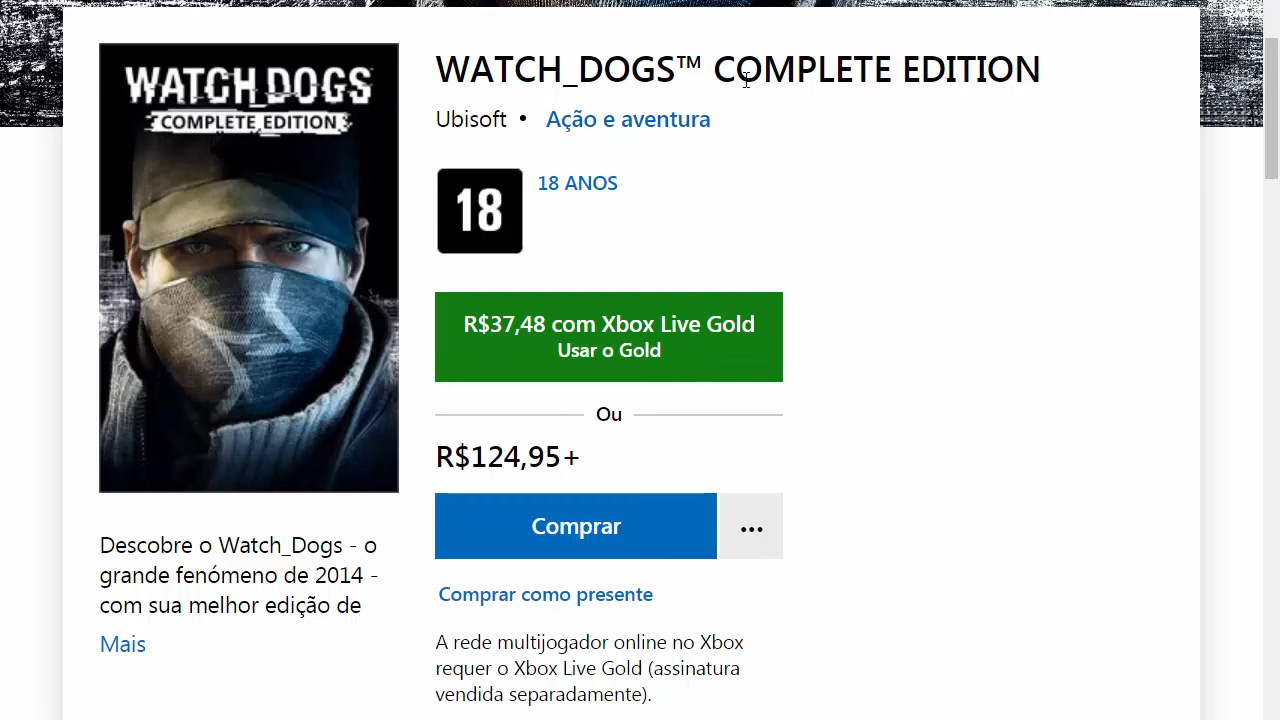 WATCH_DOGS
COMPLETE EDITION
WATCH_DOGS™ COMPLETE EDITION
Ubisoft • Ação e aventura
18
18 ANOS
R$37,48 com Xbox Live Gold
Usar o Gold
Ou
R$124,95+
Comprar
...
Comprar como presente
A rede multijogador online no Xbox
requer o Xbox Live Gold (assinatura
vendida separadamente).
Descobre o Watch_Dogs - o
grande fenómeno de 2014 -
com sua melhor edição de
Mais